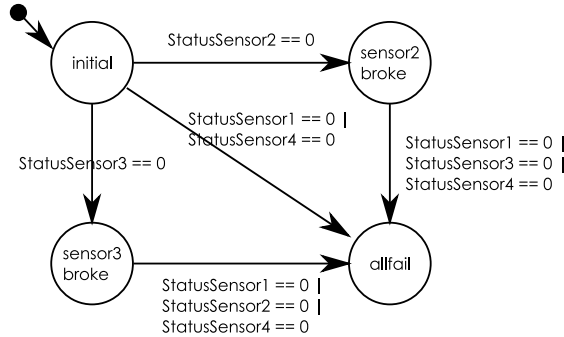 StatusSensor2 == 0
initial
sensor2
broke
StatusSensor1 == 0 |
StatusSensor4 == 0
StatusSensor1 == 0 |
StatusSensor3 == 0 |
StatusSensor4 == 0
StatusSensor3 == 0
sensor3
broke
allfail
StatusSensor1 == 0 |
StatusSensor2 == 0 |
StatusSensor4 == 0